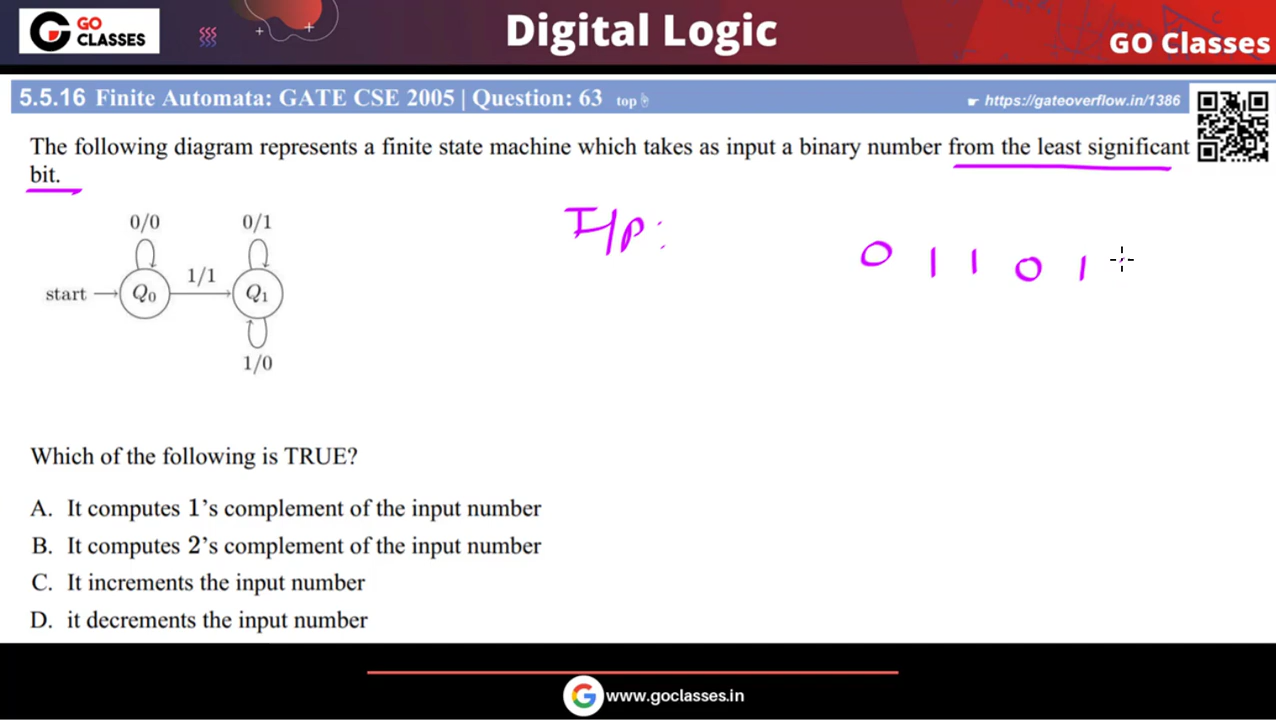 GO CLASSES
Digital Logic
GO Classes
5.5.16 Finite Automata: GATE CSE 2005 | Question: 63 top
https://gateoverflow.in/1386
The following diagram represents a finite state machine which takes as input a binary number from the least significant
bit.
I/p:
0 1 1 0 1
0/0 0/1
1/1
start Q₀ Q₁
1/0
Which of the following is TRUE?
A. It computes 1's complement of the input number
B. It computes 2's complement of the input number
C. It increments the input number
D. it decrements the input number
www.goclasses.in